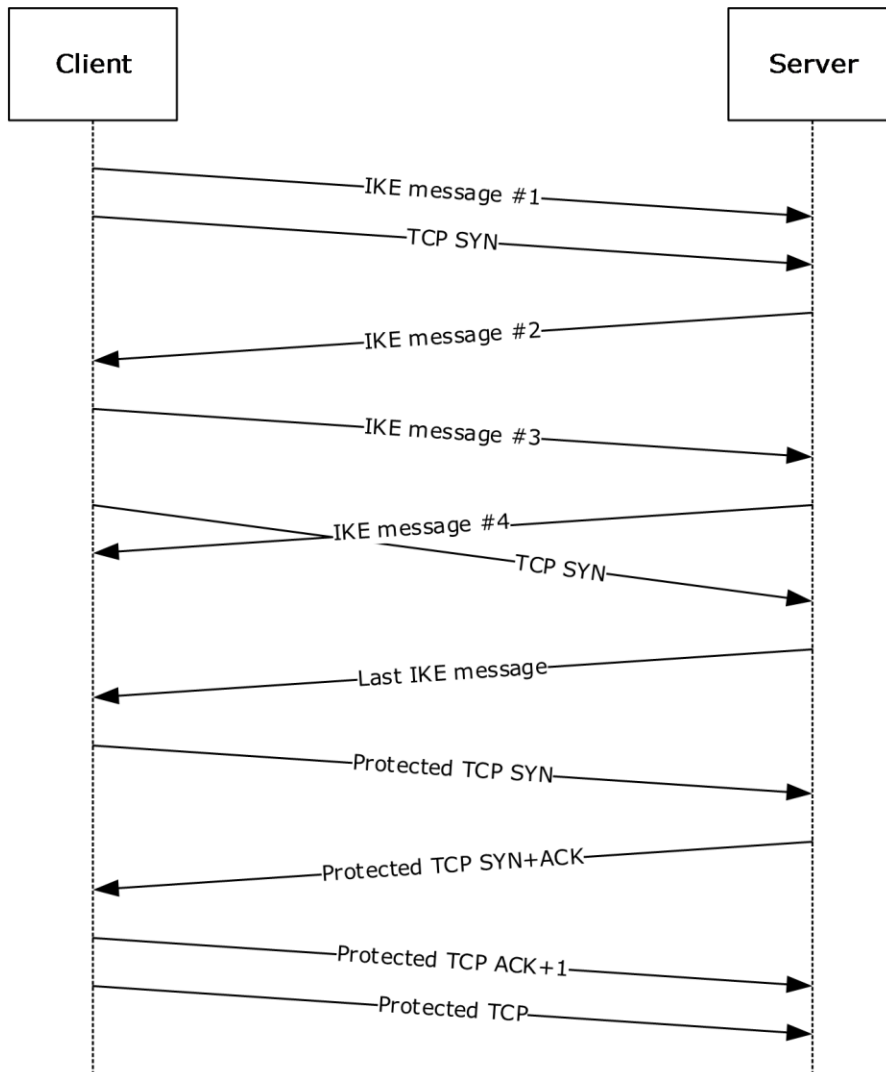 Client
Server
IKE message #1
TCP SYN
IKE message #2
IKE message #3
IKE message #4
TCP SYN
Last IKE message
Protected TCP SYN
Protected TCP SYN+ACK
Protected TCP ACK+1
Protected TCP